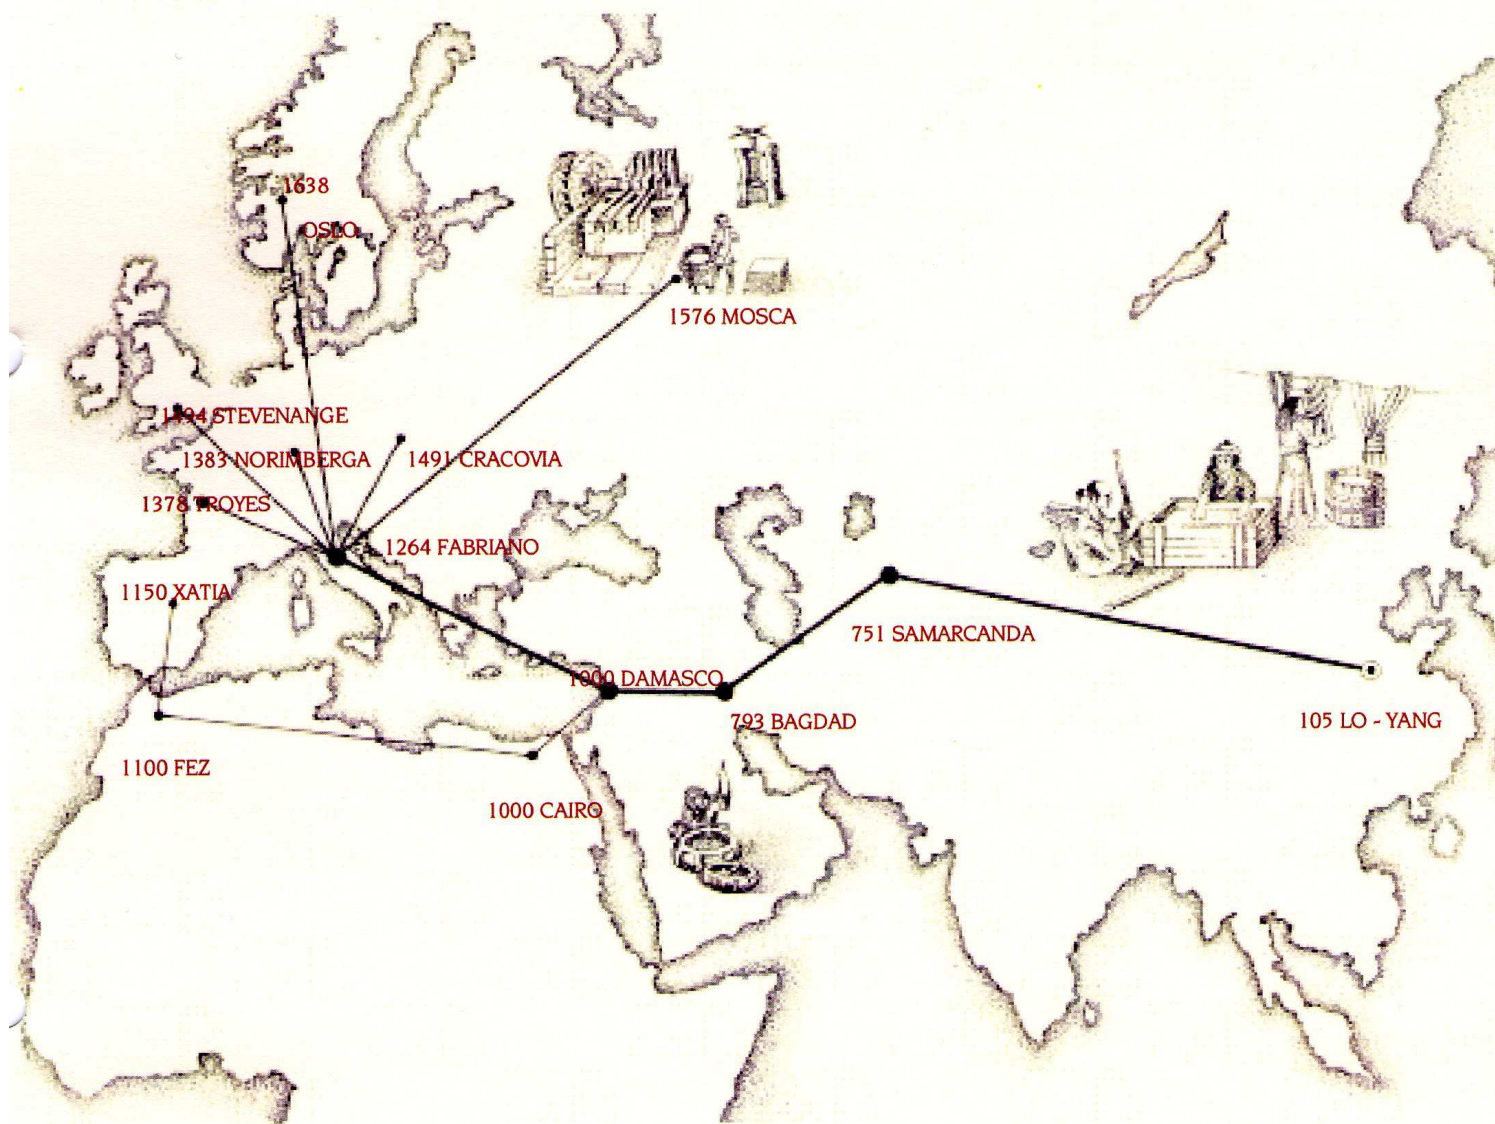 1638
OSLO
1576 MOSCA
1494 STEVENANGE
1383 NORIMBERGA
1491 CRACOVIA
1378 TROYES
1264 FABRIANO
1150 XATIA
751 SAMARCANDA
1000 DAMASCO
793 BAGDAD
105 LO - YANG
1100 FEZ
1000 CAIRO